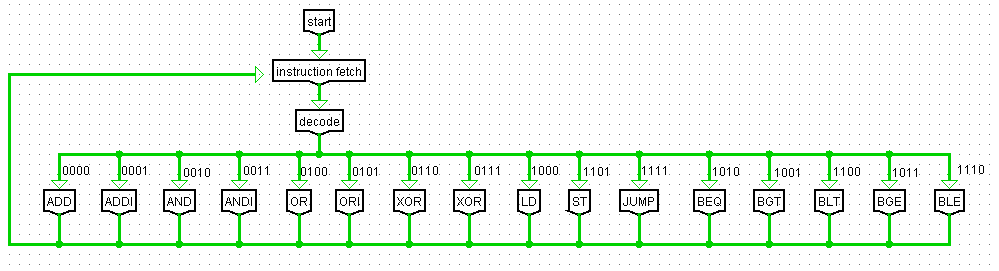 start
instruction fetch
decode
0000 0001 0010 0011 0100 0101 0110 0111 1000 1101 1111 1010 1001 1100 1011 1110
ADD ADDI AND ANDI OR ORI XOR XOR LD ST JUMP BEQ BGT BLT BGE BLE